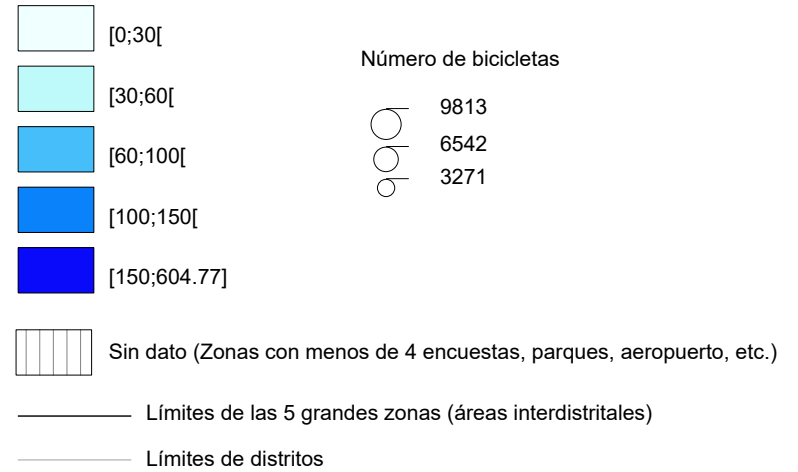 [0;30[
[30;60[
[60;100[
[100;150[
[150;604.77]
Número de bicicletas
9813
6542
3271
Sin dato (Zonas con menos de 4 encuestas, parques, aeropuerto, etc.)
Límites de las 5 grandes zonas (áreas interdistritales)
Límites de distritos